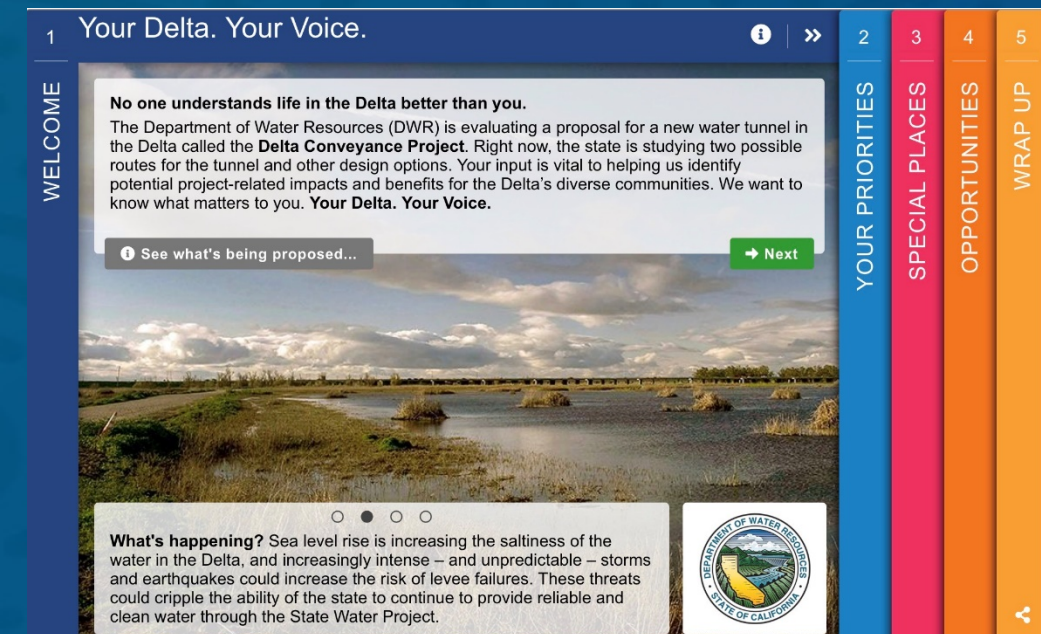 1
Your Delta. Your Voice.
WELCOME
No one understands life in the Delta better than you.
The Department of Water Resources (DWR) is evaluating a proposal for a new water tunnel in
the Delta called the Delta Conveyance Project. Right now, the state is studying two possible
routes for the tunnel and other design options. Your input is vital to helping us identify
potential project-related impacts and benefits for the Delta's diverse communities. We want to
know what matters to you. Your Delta. Your Voice.
See what's being proposed...
Next
What's happening? Sea level rise is increasing the saltiness of the
water in the Delta, and increasingly intense – and unpredictable – storms
and earthquakes could increase the risk of levee failures. These threats
could cripple the ability of the state to continue to provide reliable and
clean water through the State Water Project.
DEPARTMENT OF WATER RESOURCES
STATE OF CALIFORNIA
2
YOUR PRIORITIES
3
SPECIAL PLACES
4
OPPORTUNITIES
5
WRAP UP